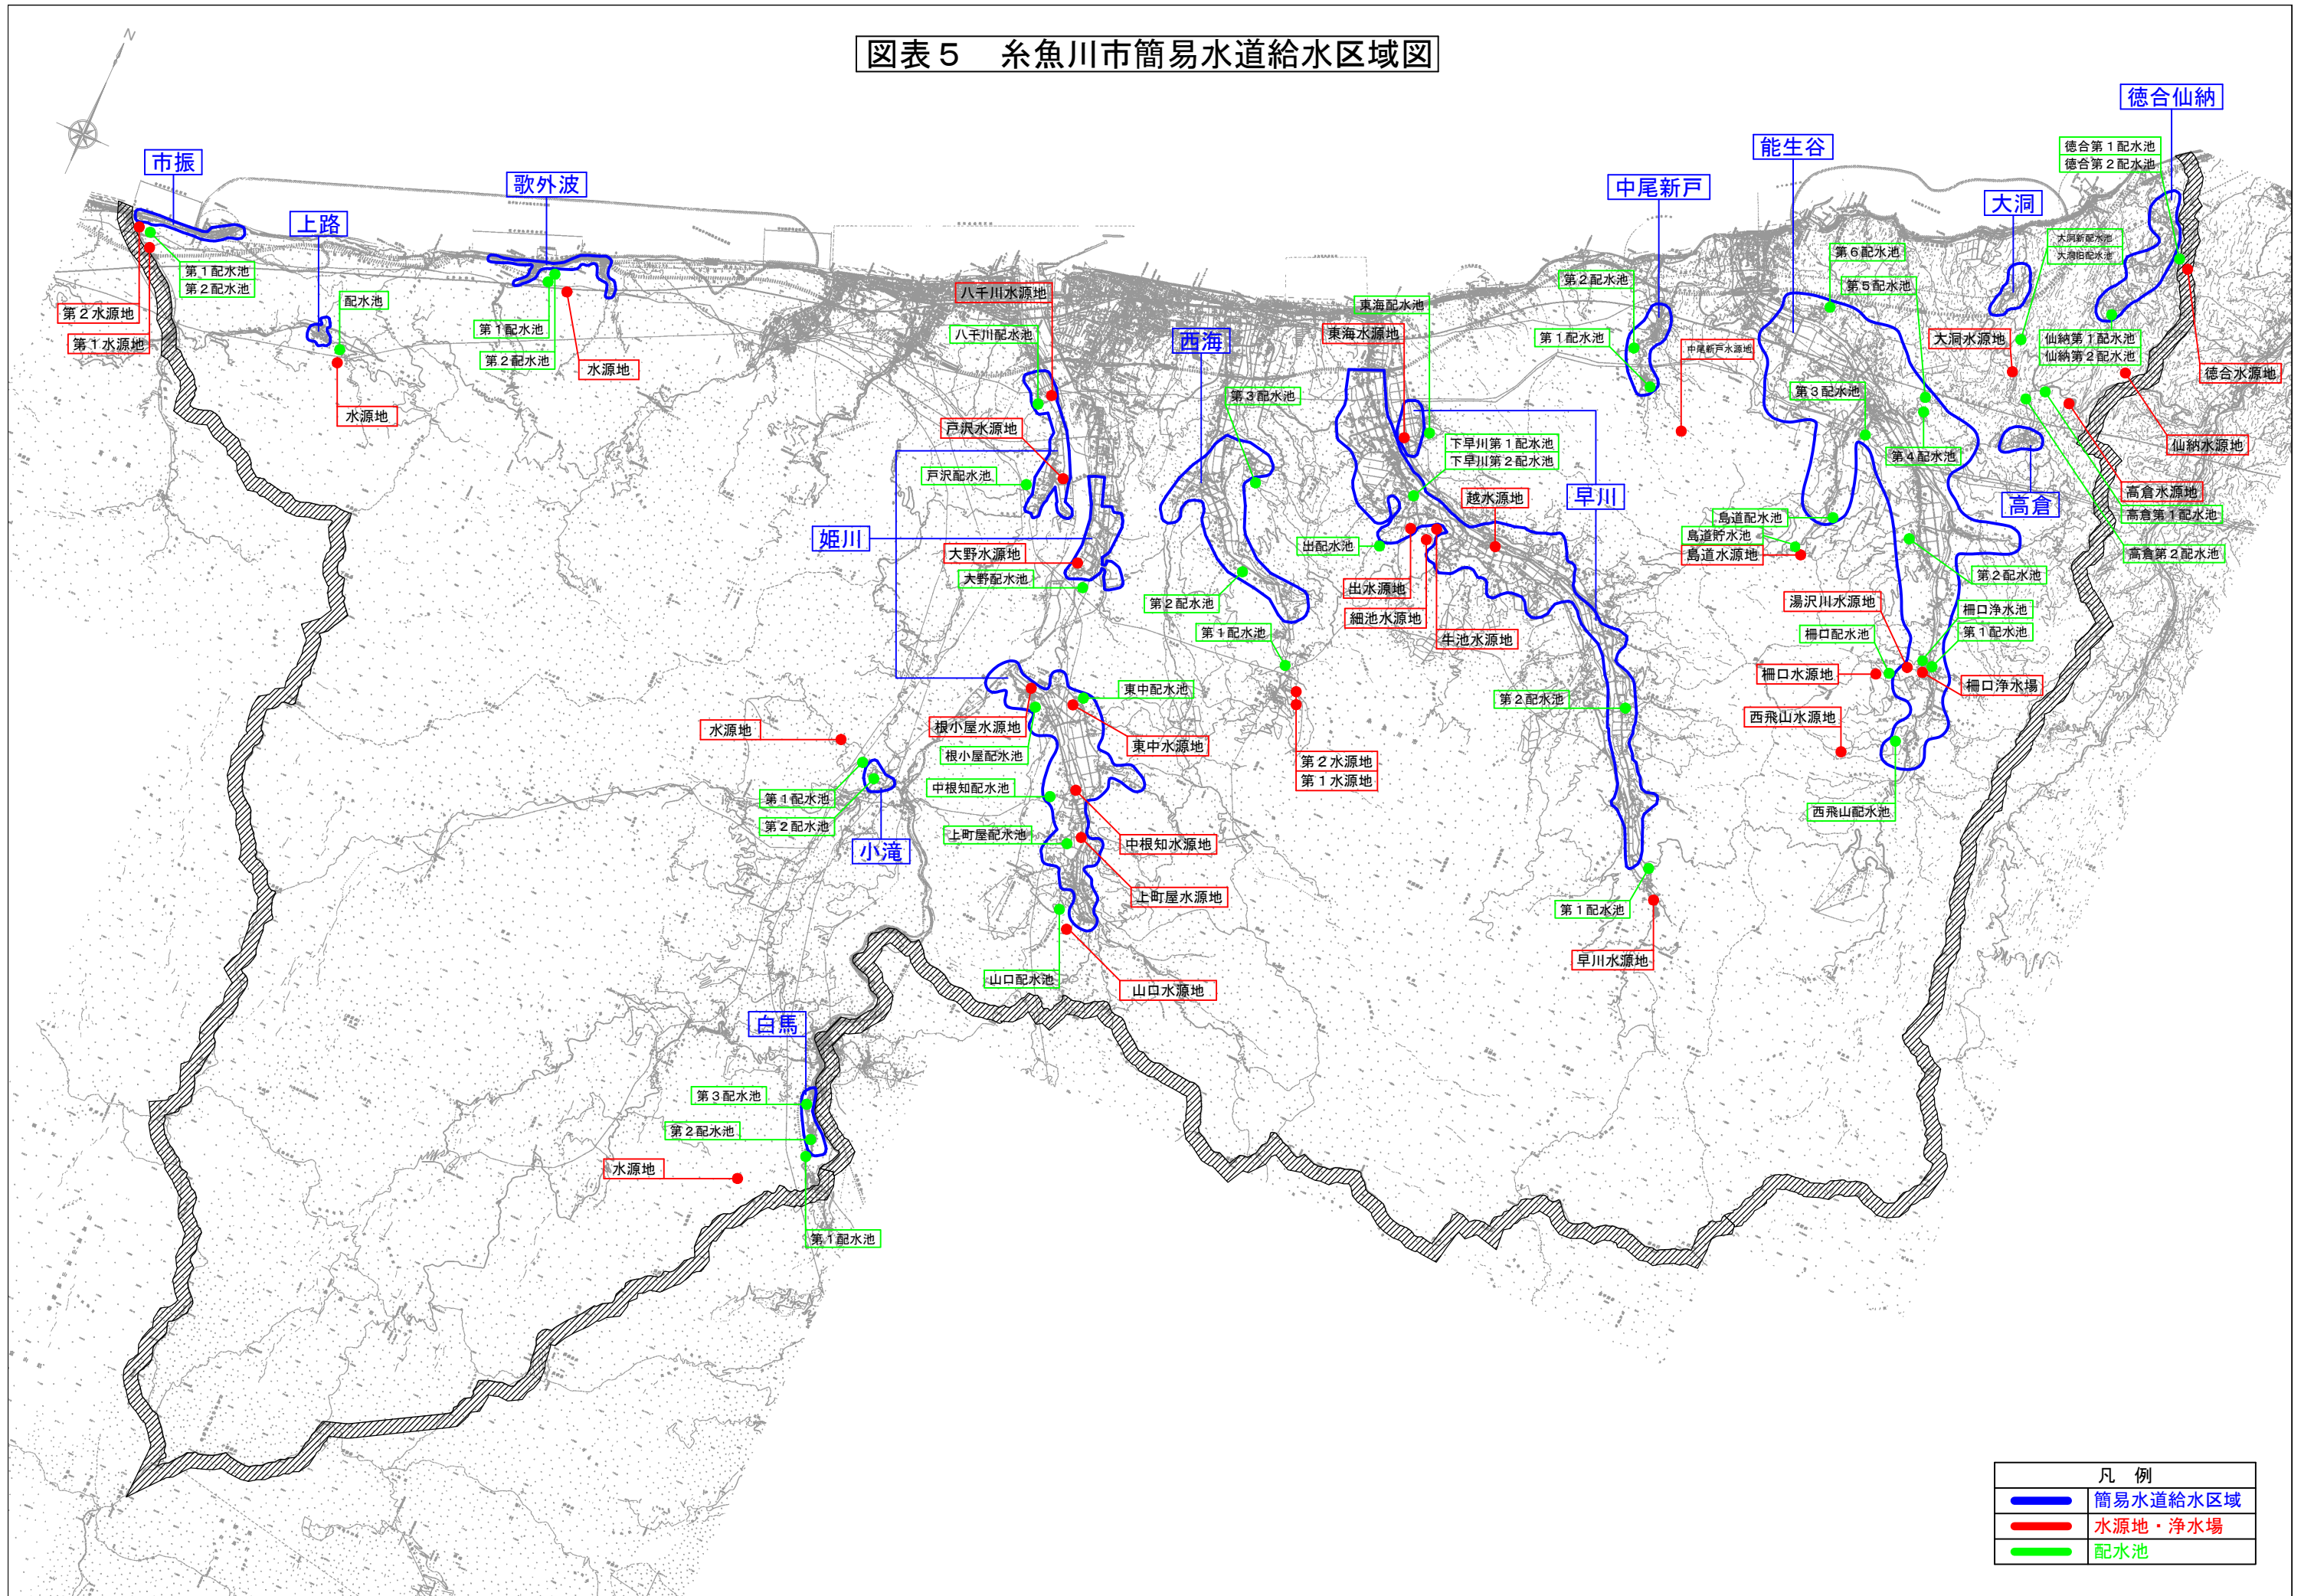 図表５　糸魚川市簡易水道給水区域図
N
徳合仙納
市振
歌外波
上路
中尾新戸
能生谷
大洞
徳合第１配水池
徳合第２配水池
大洞新配水池
大洞旧配水池
第１配水池
第２配水池
第２水源地
第１水源地
配水池
水源地
第１配水池
第２配水池
水源地
八千川水源地
八千川配水池
西海
東海配水池
東海水源地
第２配水池
第１配水池
中尾新戸水源地
第６配水池
第５配水池
第３配水池
第４配水池
大洞水源地
仙納第１配水池
仙納第２配水池
徳合水源地
仙納水源地
戸沢水源地
戸沢配水池
第３配水池
下早川第１配水池
下早川第２配水池
越水源地
早川
高倉
高倉水源地
高倉第１配水池
高倉第２配水池
姫川
大野水源地
大野配水池
第２配水池
第１配水池
出配水池
出水源地
細池水源地
牛池水源地
島道配水池
島道貯水池
島道水源地
第２配水池
湯沢川水源地
柵口浄水池
第１配水池
柵口配水池
柵口水源地
柵口浄水場
西飛山水源地
西飛山配水池
水源地
第１配水池
第２配水池
小滝
根小屋水源地
根小屋配水池
東中配水池
東中水源地
中根知配水池
上町屋配水池
中根知水源地
上町屋水源地
山口配水池
山口水源地
第２水源地
第１水源地
第２配水池
第１配水池
早川水源地
白馬
第３配水池
第２配水池
水源地
第１配水池
凡　例
簡易水道給水区域
水源地・浄水場
配水池